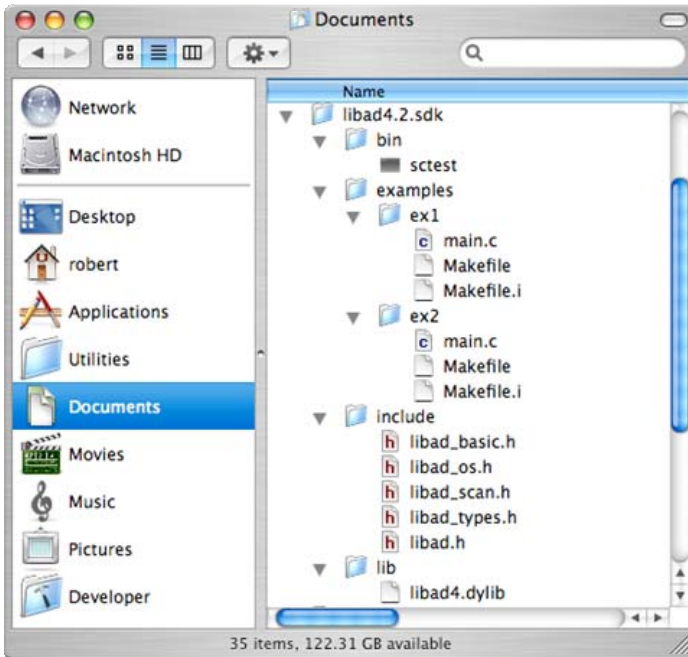 Documents
Network
Macintosh HD
Desktop
robert
Applications
Utilities
Documents
Movies
Music
Pictures
Developer
Name
libad4.2.sdk
bin
sctest
examples
ex1
c main.c
Makefile
Makefile.i
ex2
c main.c
Makefile
Makefile.i
include
h libad_basic.h
h libad_os.h
h libad_scan.h
h libad_types.h
h libad.h
lib
libad4.dylib
35 items, 122.31 GB available